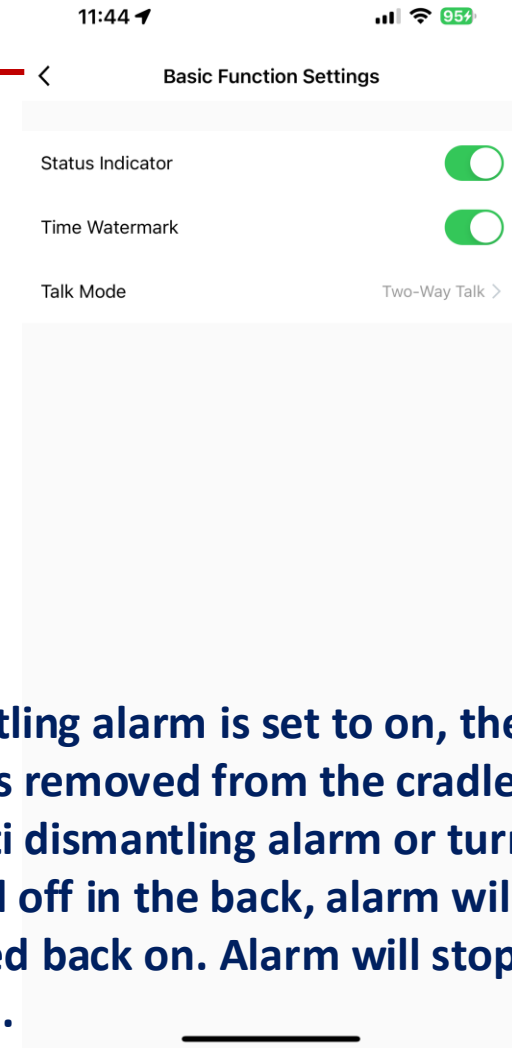 11:44
95
Basic Function Settings
Status Indicator
Time Watermark
Talk Mode Two-Way Talk
tling alarm is set to on, the
s removed from the cradle
ti dismantling alarm or turn
off in the back, alarm wil
ed back on. Alarm will stop
.